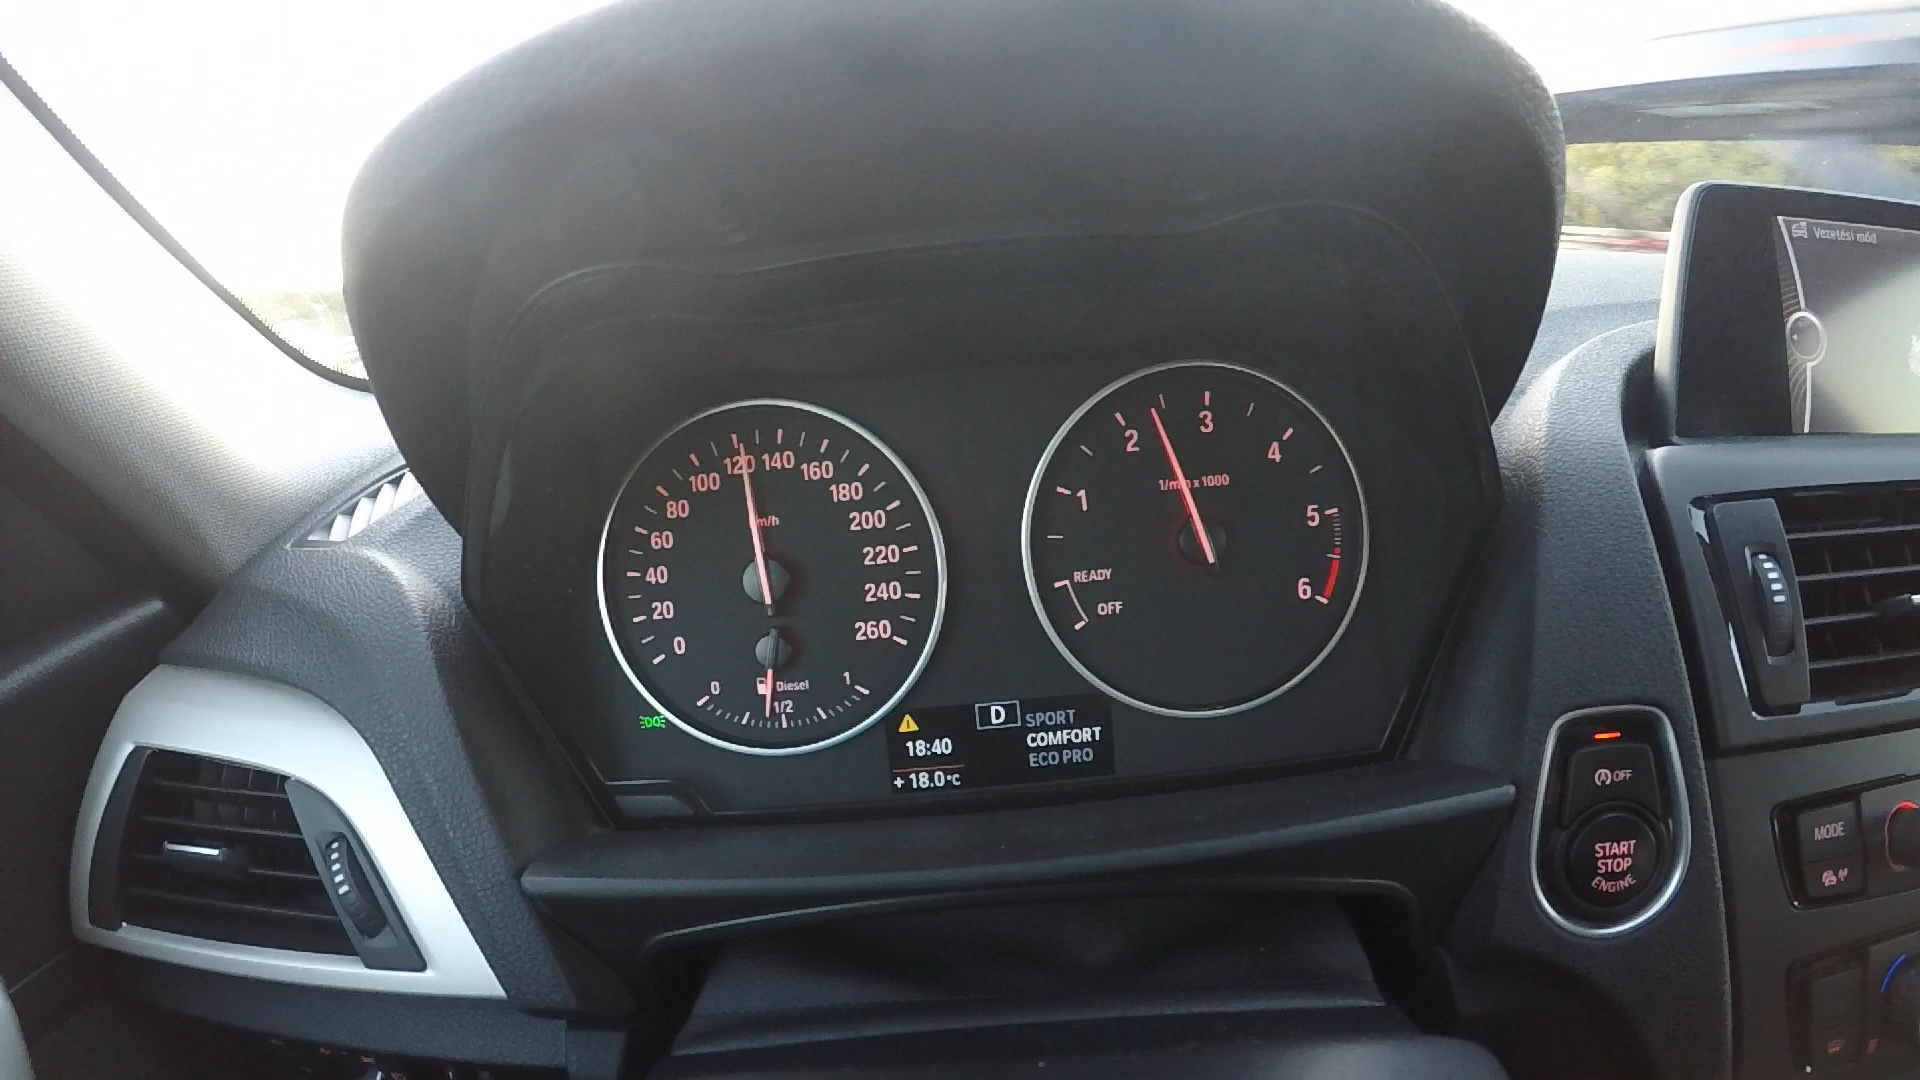 Vezetési mód
0
20
40
60
80
100
120
140
160
180
200
220
240
260
km/h
0
1/2
1
Diesel
READY
OFF
1
2
3
4
5
6
1/min x 1000
18:40
+ 18.0°C
D
SPORT
COMFORT
ECO PRO
A OFF
START
STOP
ENGINE
MODE